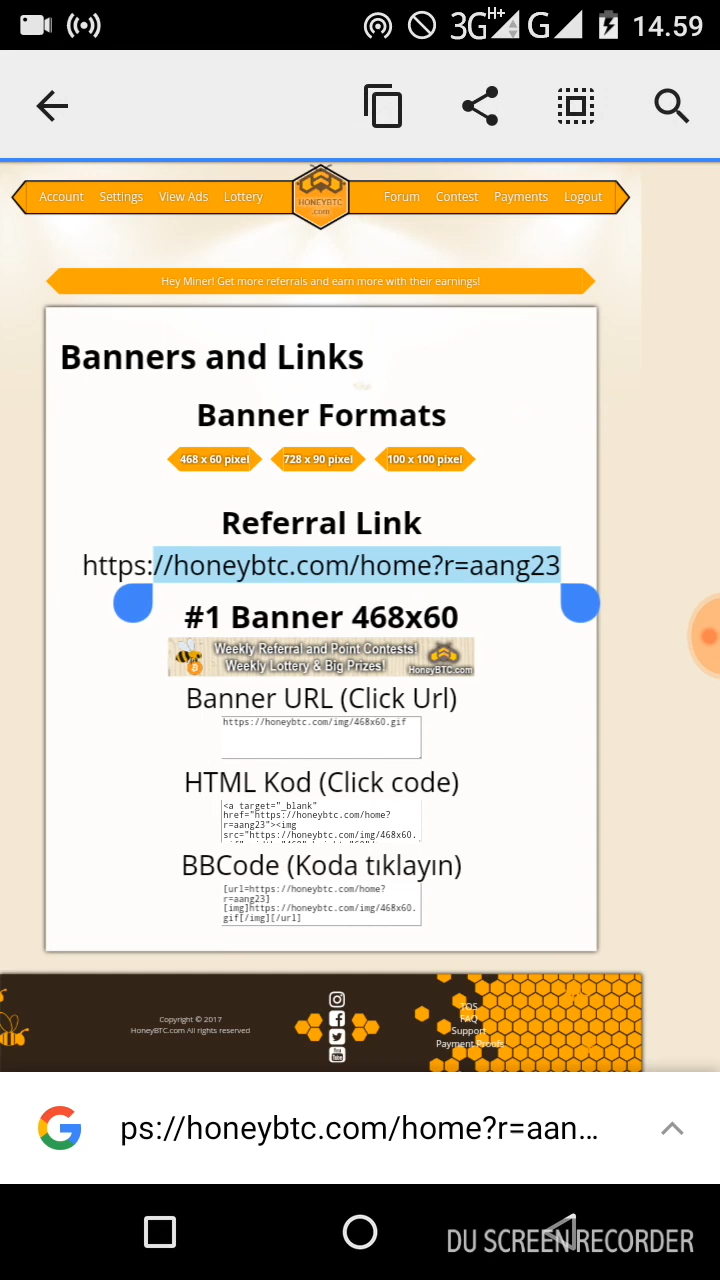 3G H+ G 14.59
Account Settings View Ads Lottery HONEYBTC .com Forum Contest Payments Logout
Hey Miner! Get more referrals and earn more with their earnings!
Banners and Links
Banner Formats
468 x 60 pixel 728 x 90 pixel 100 x 100 pixel
Referral Link
https://honeybtc.com/home?r=aang23
#1 Banner 468x60
Weekly Referral and Point Contests!
Weekly Lottery & Big Prizes!
HoneyBTC.com
Banner URL (Click Url)
https://honeybtc.com/img/468x60.gif
HTML Kod (Click code)
<a target="_blank"
href="https://honeybtc.com/home?
r=aang23"><img
src="https://honeybtc.com/img/468x60.
BBCode (Koda tıklayın)
[url=https://honeybtc.com/home?
r=aang23]
[img]https://honeybtc.com/img/468x60.
gif[/img][/url]
Copyright © 2017
HoneyBTC.com All rights reserved
You Tube
TOS
FAQ
Support
Payment Proofs
ps://honeybtc.com/home?r=aan...
DU SCREEN RECORDER